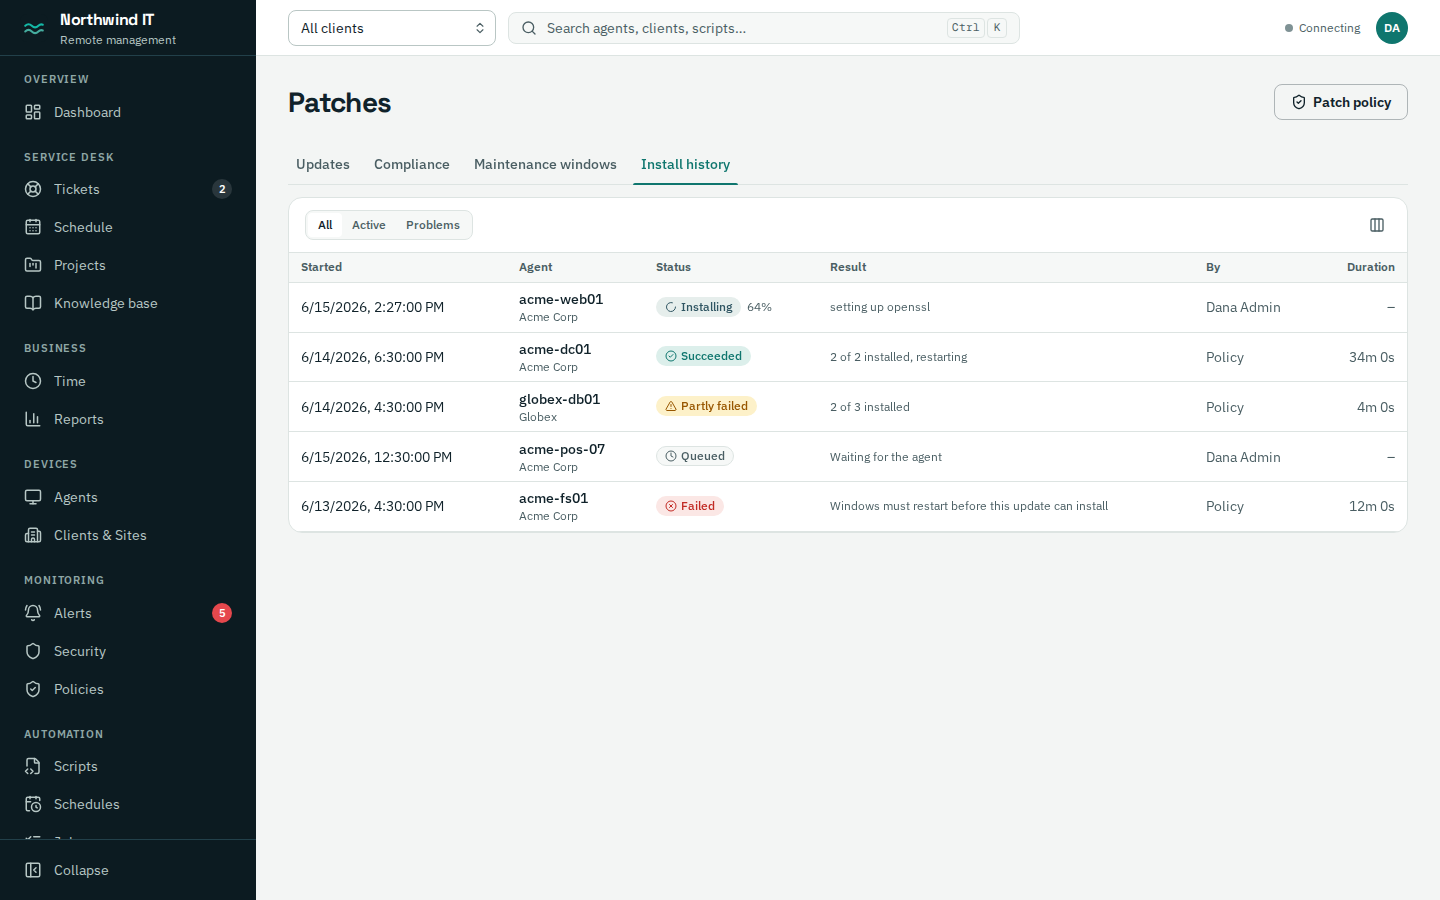 Northwind IT
Remote management
All clients
Search agents, clients, scripts...
Ctrl K
Connecting
DA
OVERVIEW
Dashboard
SERVICE DESK
Tickets 2
Schedule
Projects
Knowledge base
BUSINESS
Time
Reports
DEVICES
Agents
Clients & Sites
MONITORING
Alerts 5
Security
Policies
AUTOMATION
Scripts
Schedules
Collapse
Patches
Patch policy
Updates Compliance Maintenance windows Install history
All Active Problems
Started Agent Status Result By Duration
6/15/2026, 2:27:00 PM acme-web01 Acme Corp Installing 64% setting up openssl Dana Admin –
6/14/2026, 6:30:00 PM acme-dc01 Acme Corp Succeeded 2 of 2 installed, restarting Policy 34m 0s
6/14/2026, 4:30:00 PM globex-db01 Globex Partly failed 2 of 3 installed Policy 4m 0s
6/15/2026, 12:30:00 PM acme-pos-07 Acme Corp Queued Waiting for the agent Dana Admin –
6/13/2026, 4:30:00 PM acme-fs01 Acme Corp Failed Windows must restart before this update can install Policy 12m 0s